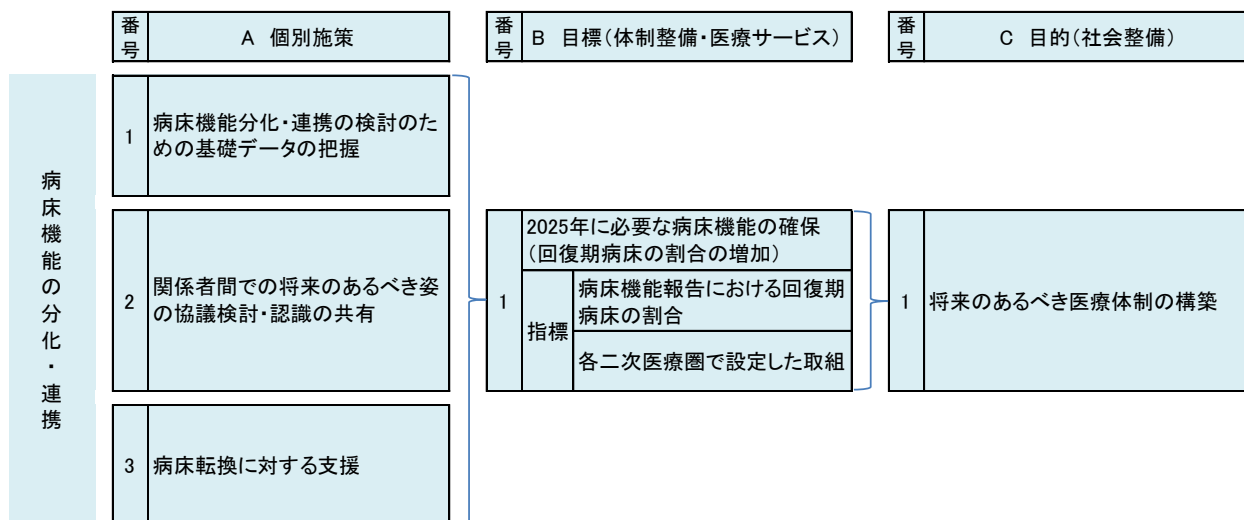 番号
A 個別施策
番号
B 目標(体制整備・医療サービス)
番号
C 目的(社会整備)
病床機能の分化・連携
1
病床機能分化・連携の検討のた
めの基礎データの把握
2
関係者間での将来のあるべき姿
の協議検討・認識の共有
3
病床転換に対する支援
1
2025年に必要な病床機能の確保
(回復期病床の割合の増加)
指標
病床機能報告における回復期
病床の割合
各二次医療圏で設定した取組
1
将来のあるべき医療体制の構築